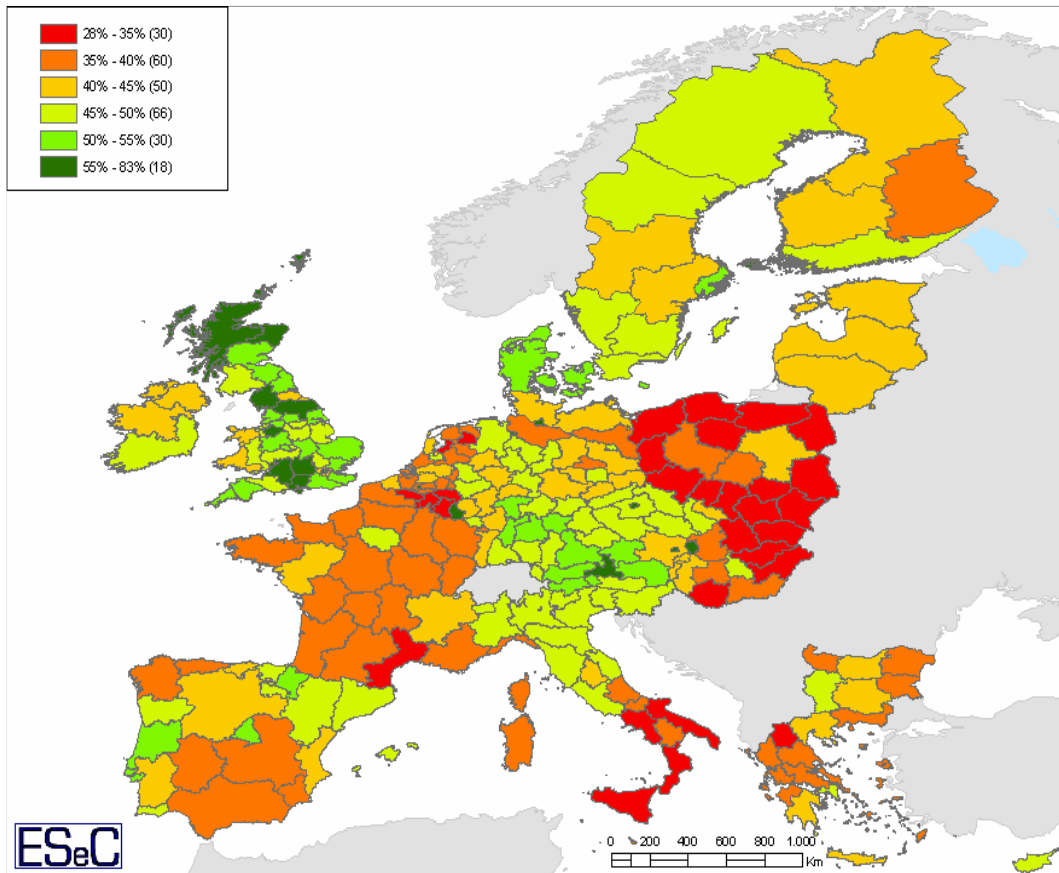 28% - 35% (30)
35% - 40% (60)
40% - 45% (50)
45% - 50% (66)
50% - 55% (30)
55% - 83% (18)
ESeC
0 200 400 600 800 1.000
Km